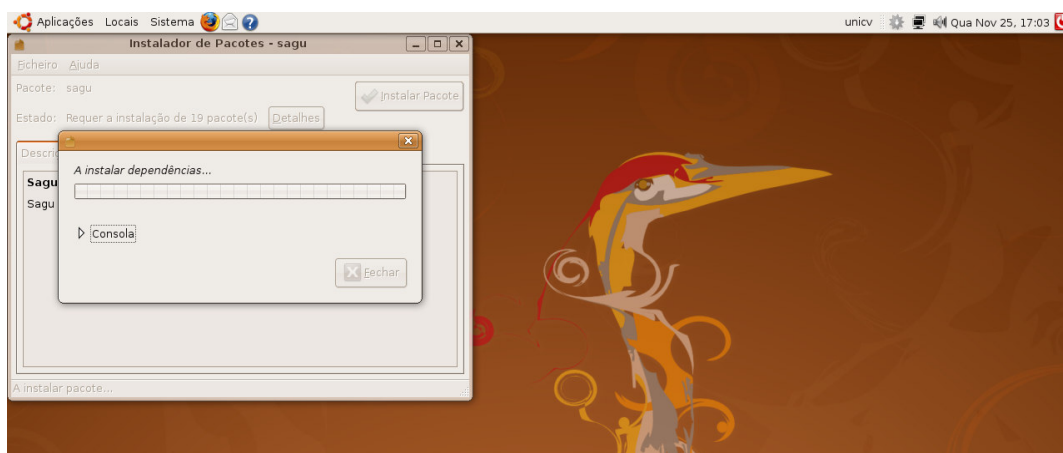 Aplicações Locais Sistema
unicv Qua Nov 25, 17:03
Instalador de Pacotes - sagu
Ficheiro Ajuda
Pacote: sagu
Instalar Pacote
Estado: Requer a instalação de 19 pacote(s) Detalhes
Descri
A instalar dependências...
Sagu
Sagu
Consola
Fechar
A instalar pacote...